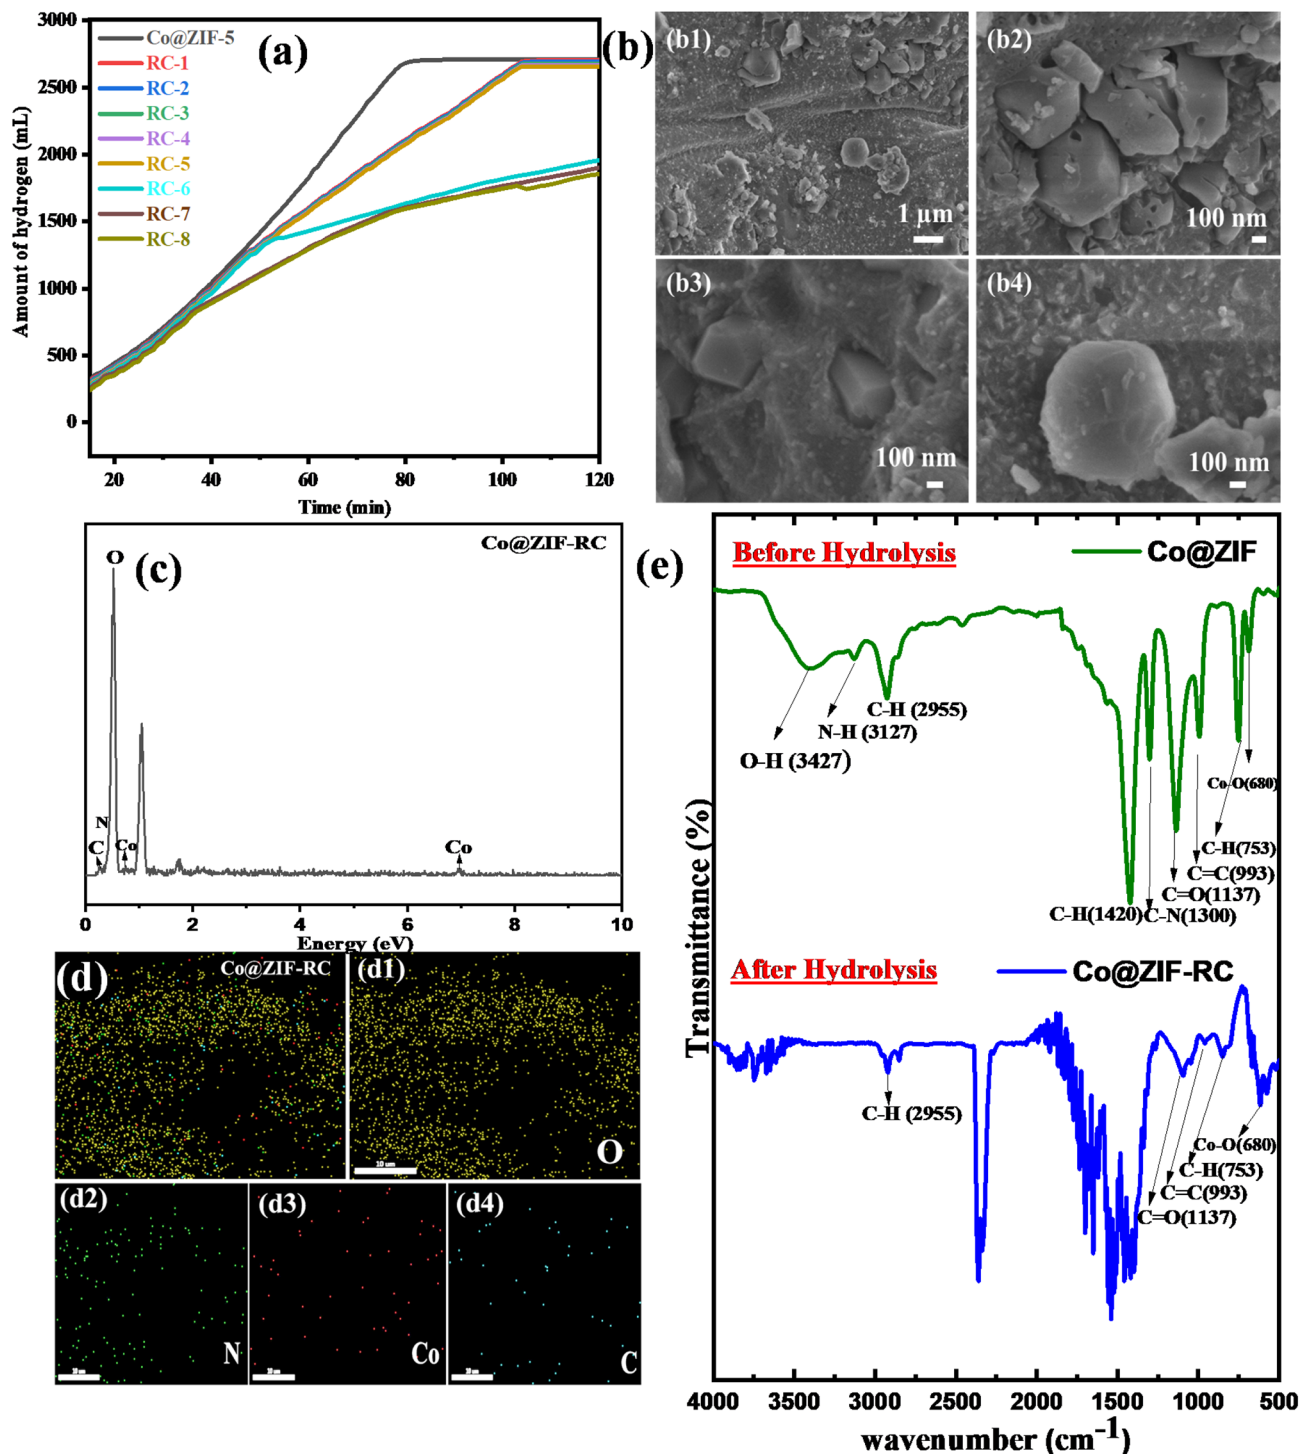 (a)
3000
2500
2000
1500
1000
500
0
Amount of hydrogen (mL)
Co@ZIF-5
RC-1
RC-2
RC-3
RC-4
RC-5
RC-6
RC-7
RC-8
20 40 60 80 100 120
Time (min)
(b)
(b1)
1 µm
(b2)
100 nm
(b3)
100 nm
(b4)
100 nm
(c)
Co@ZIF-RC
O
N
C
Co
Co
0 2 4 6 8 10
Energy (eV)
(d)
Co@ZIF-RC
(d1)
10 um
O
(d2)
N
(d3)
Co
(d4)
C
(e)
Before Hydrolysis
Co@ZIF
O-H (3427)
N-H (3127)
C-H (2955)
Co-O(680)
C-H(753)
C=C(993)
C=O(1137)
C-H(1420)
C-N(1300)
After Hydrolysis
Co@ZIF-RC
C-H (2955)
Co-O(680)
C-H(753)
C=C(993)
C=O(1137)
Transmittance (%)
4000 3500 3000 2500 2000 1500 1000 500
wavenumber (cm⁻¹)